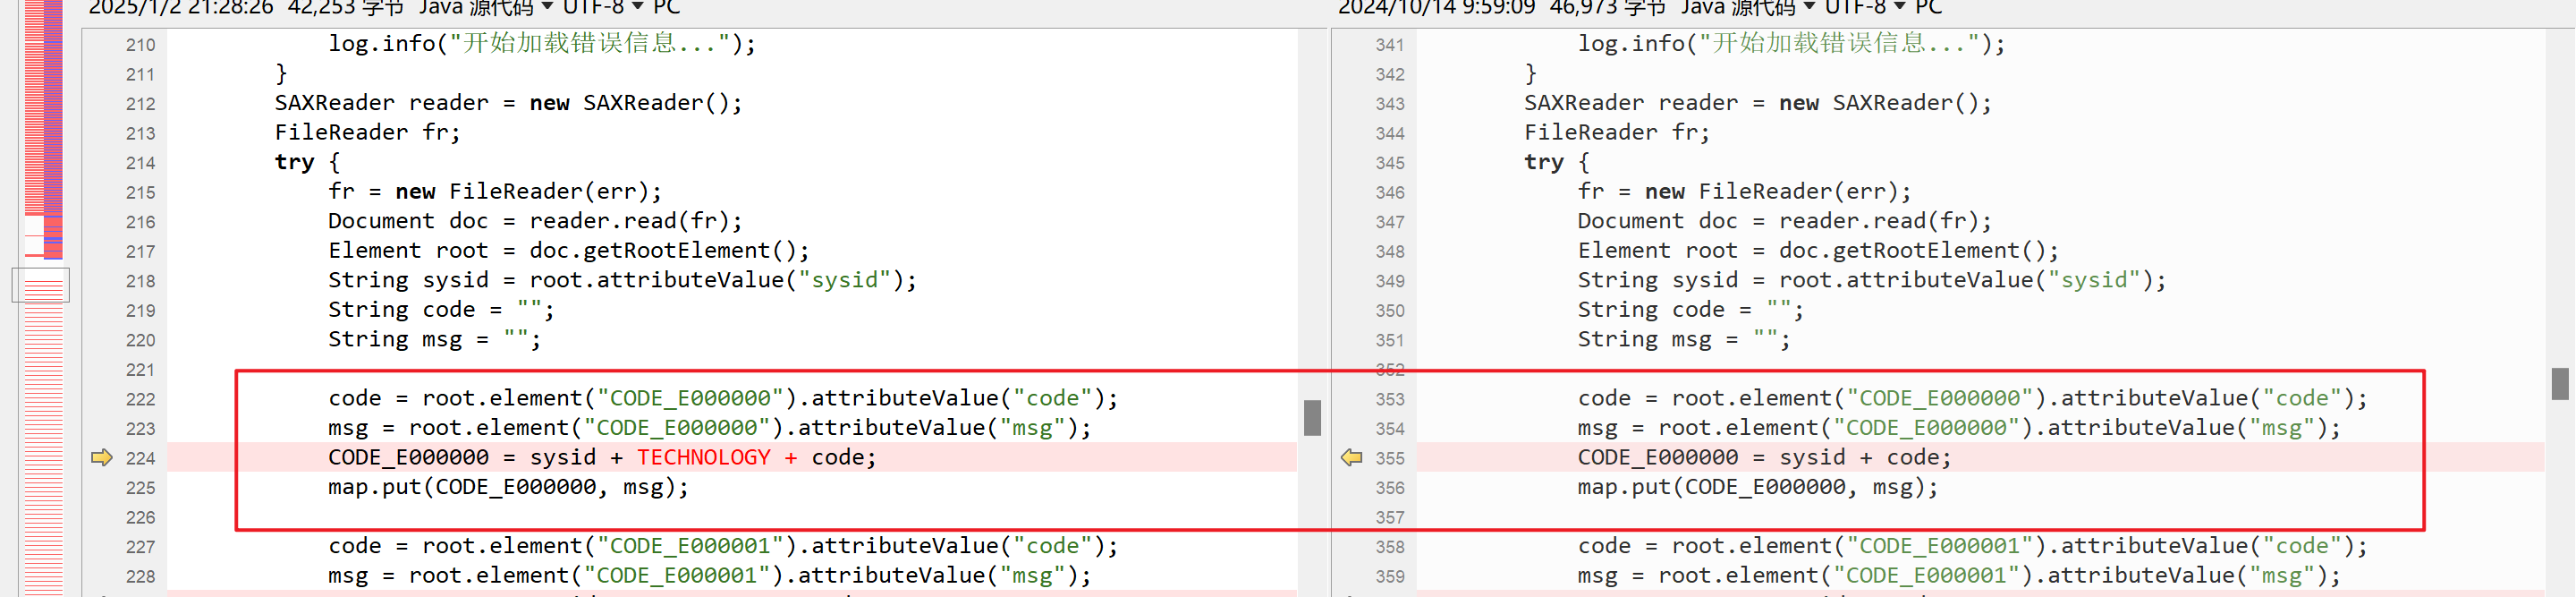 2025/1/2 21:28:26 42,253 字节 Java 源代码 UTF-8 PC
210 log.info("开始加载错误信息...");
211 }
212 SAXReader reader = new SAXReader();
213 FileReader fr;
214 try {
215 fr = new FileReader(err);
216 Document doc = reader.read(fr);
217 Element root = doc.getRootElement();
218 String sysid = root.attributeValue("sysid");
219 String code = "";
220 String msg = "";
221
222 code = root.element("CODE_E000000").attributeValue("code");
223 msg = root.element("CODE_E000000").attributeValue("msg");
224 CODE_E000000 = sysid + TECHNOLOGY + code;
225 map.put(CODE_E000000, msg);
226
227 code = root.element("CODE_E000001").attributeValue("code");
228 msg = root.element("CODE_E000001").attributeValue("msg");
2024/10/14 9:59:09 46,973 字节 Java 源代码 UTF-8 PC
341 log.info("开始加载错误信息...");
342 }
343 SAXReader reader = new SAXReader();
344 FileReader fr;
345 try {
346 fr = new FileReader(err);
347 Document doc = reader.read(fr);
348 Element root = doc.getRootElement();
349 String sysid = root.attributeValue("sysid");
350 String code = "";
351 String msg = "";
352
353 code = root.element("CODE_E000000").attributeValue("code");
354 msg = root.element("CODE_E000000").attributeValue("msg");
355 CODE_E000000 = sysid + code;
356 map.put(CODE_E000000, msg);
357
358 code = root.element("CODE_E000001").attributeValue("code");
359 msg = root.element("CODE_E000001").attributeValue("msg");